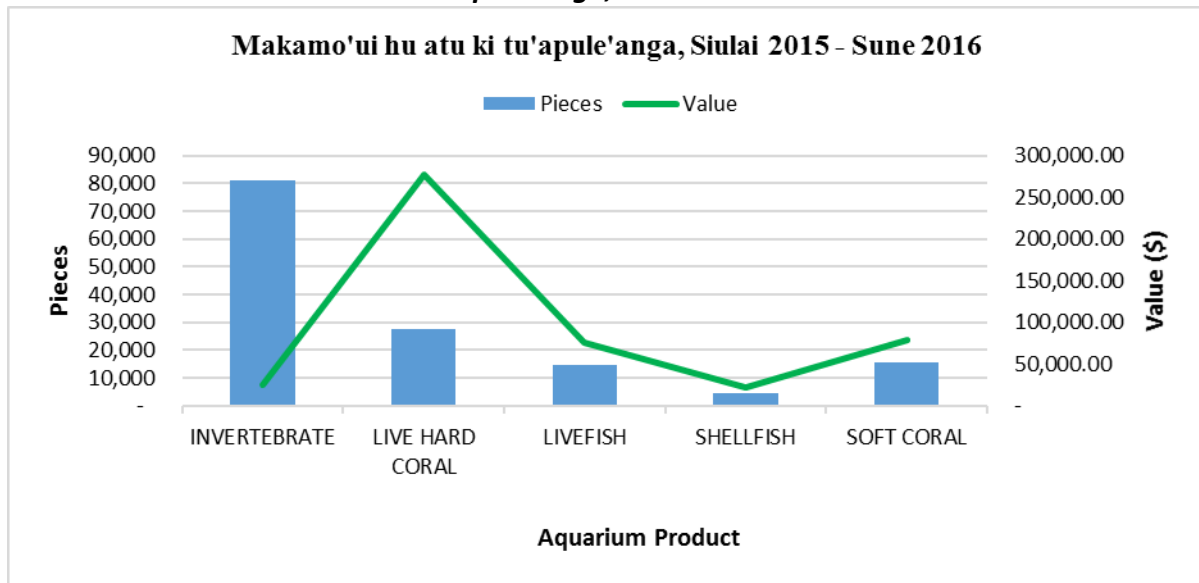 Makamo'ui hu atu ki tu'apule'anga, Siulai 2015 - Sune 2016
Pieces Value
90,000
80,000
70,000
60,000
50,000
40,000
30,000
20,000
10,000
-
Pieces
300,000.00
250,000.00
200,000.00
150,000.00
100,000.00
50,000.00
-
Value ($)
INVERTEBRATE LIVE HARD LIVEFISH SHELLFISH SOFT CORAL
CORAL
Aquarium Product